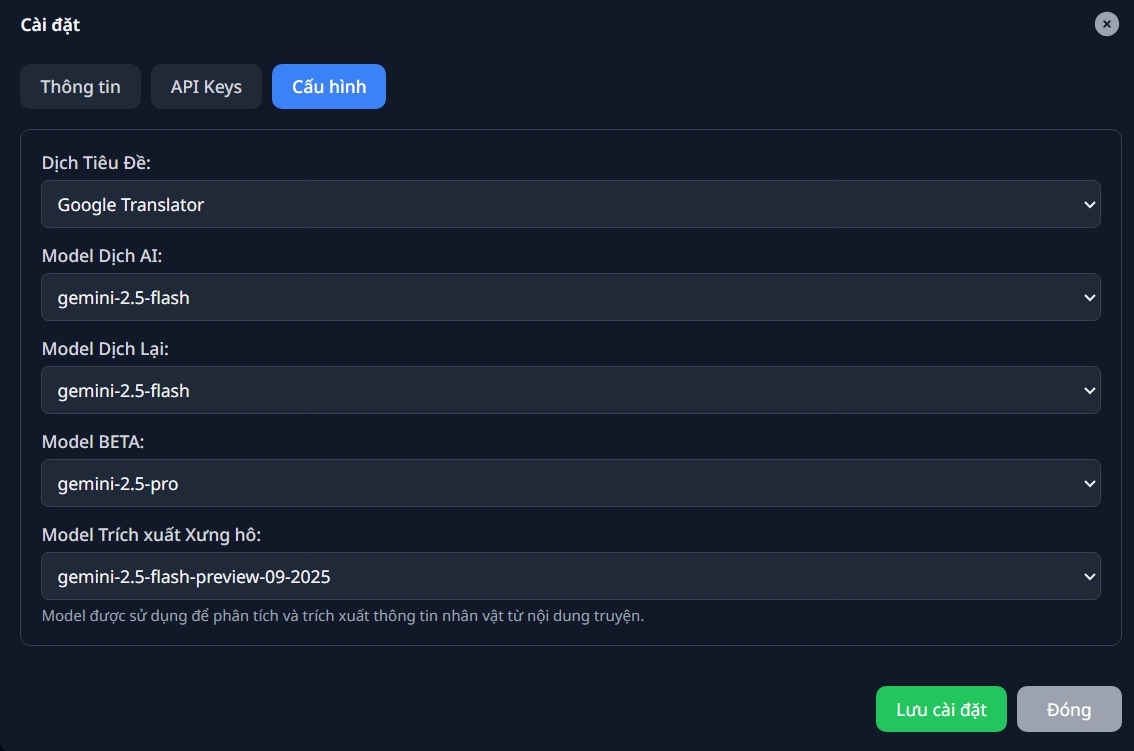 Cài đặt
Thông tin
API Keys
Cấu hình
Dịch Tiêu Đề:
Google Translator
Model Dịch AI:
gemini-2.5-flash
Model Dịch Lại:
gemini-2.5-flash
Model BETA:
gemini-2.5-pro
Model Trích xuất Xưng hô:
gemini-2.5-flash-preview-09-2025
Model được sử dụng để phân tích và trích xuất thông tin nhân vật từ nội dung truyện.
Lưu cài đặt
Đóng